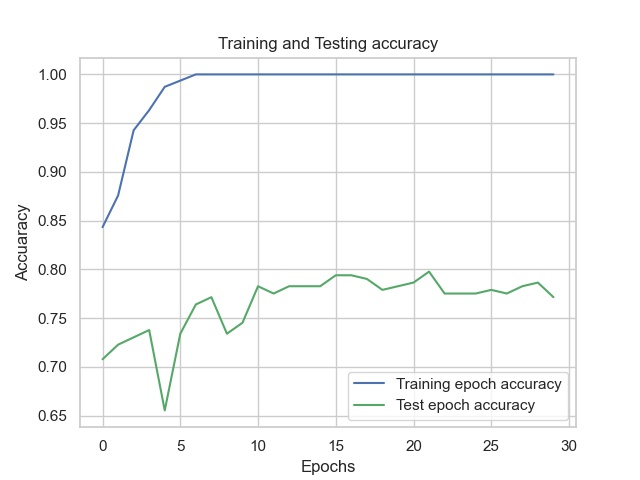 Training and Testing accuracy
1.00
0.95
0.90
0.85
0.80
0.75
0.70
0.65
Accuaracy
Training epoch accuracy
Test epoch accuracy
0 5 10 15 20 25 30
Epochs